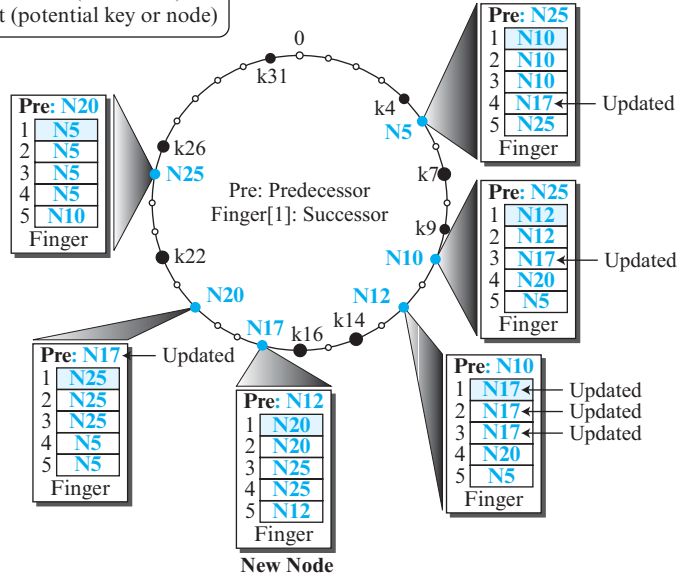 t (potential key or node)
0
k31
k4
N5
k7
k9
N10
N12
k14
k16
N17
N20
k22
N25
k26
Pre: Predecessor
Finger[1]: Successor
Pre: N25
1 N10
2 N10
3 N10
4 N17 Updated
5 N25
Finger
Pre: N25
1 N12
2 N12
3 N17 Updated
4 N20
5 N5
Finger
Pre: N10
1 N17 Updated
2 N17 Updated
3 N17 Updated
4 N20
5 N5
Finger
Pre: N12
1 N20
2 N20
3 N25
4 N25
5 N12
Finger
New Node
Pre: N17 Updated
1 N25
2 N25
3 N25
4 N5
5 N5
Finger
Pre: N20
1 N5
2 N5
3 N5
4 N5
5 N10
Finger